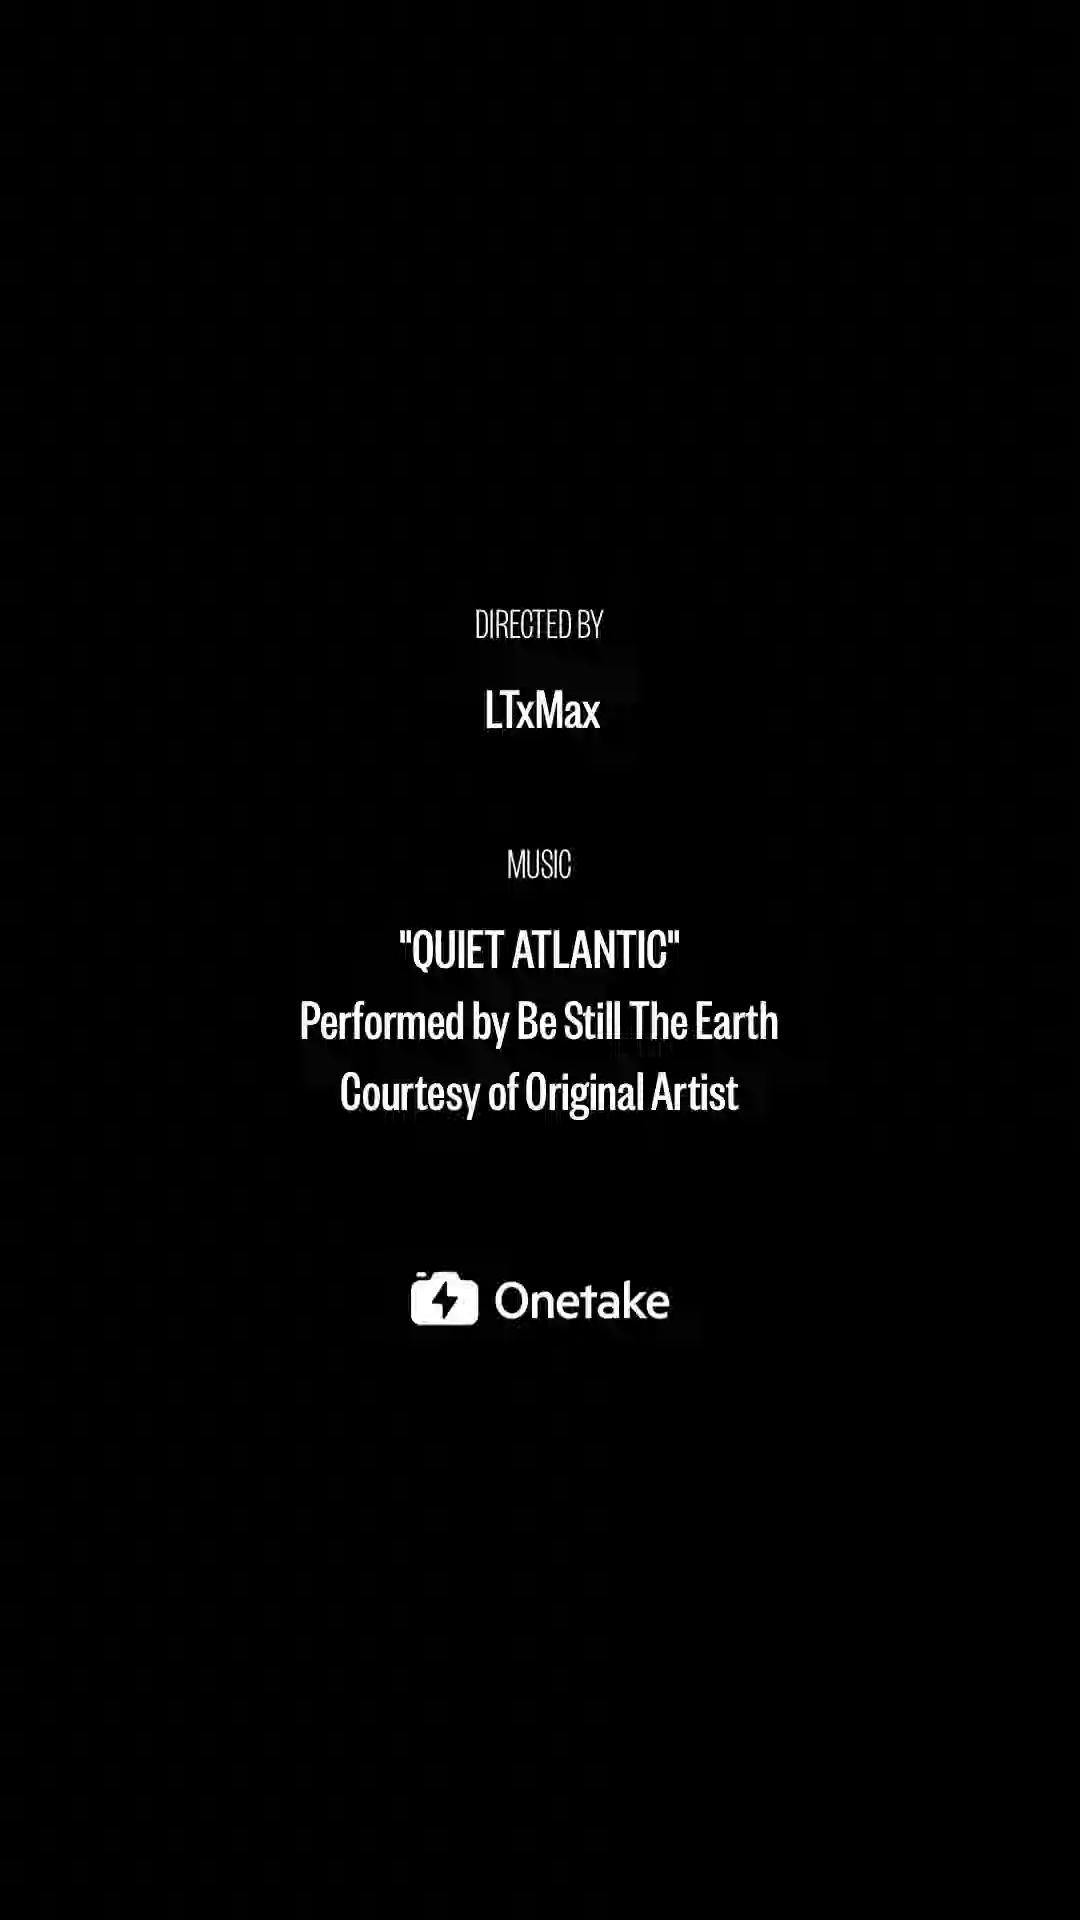 DIRECTED BY
LTxMax
MUSIC
"QUIET ATLANTIC"
Performed by Be Still The Earth
Courtesy of Original Artist
Onetake